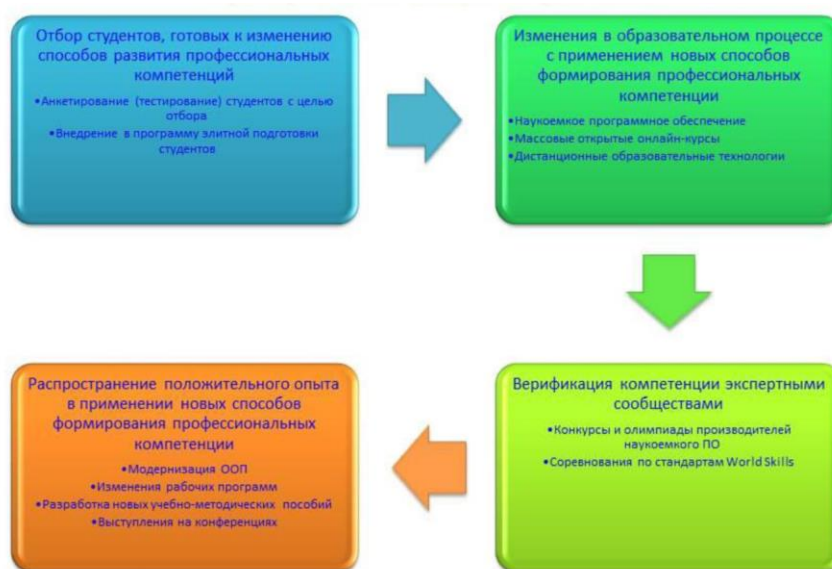 Отбор студентов, готовых к изменению
способов развития профессиональных
компетенций
•Анкетирование (тестирование) студентов с целью
отбора
•Внедрение в программу элитной подготовки
студентов
Изменения в образовательном процессе
с применением новых способов
формирования профессиональных
компетенции
•Наукоемкое программное обеспечение
•Массовые открытые онлайн-курсы
•Дистанционные образовательные технологии
Верификация компетенции экспертными
сообществами
•Конкурсы и олимпиады производителей
наукоемкого ПО
•Соревнования по стандартам World Skills
Распространение положительного опыта
в применении новых способов
формирования профессиональных
компетенции
•Модернизация ООП
•Изменения рабочих программ
•Разработка новых учебно-методических пособий
•Выступления на конференциях